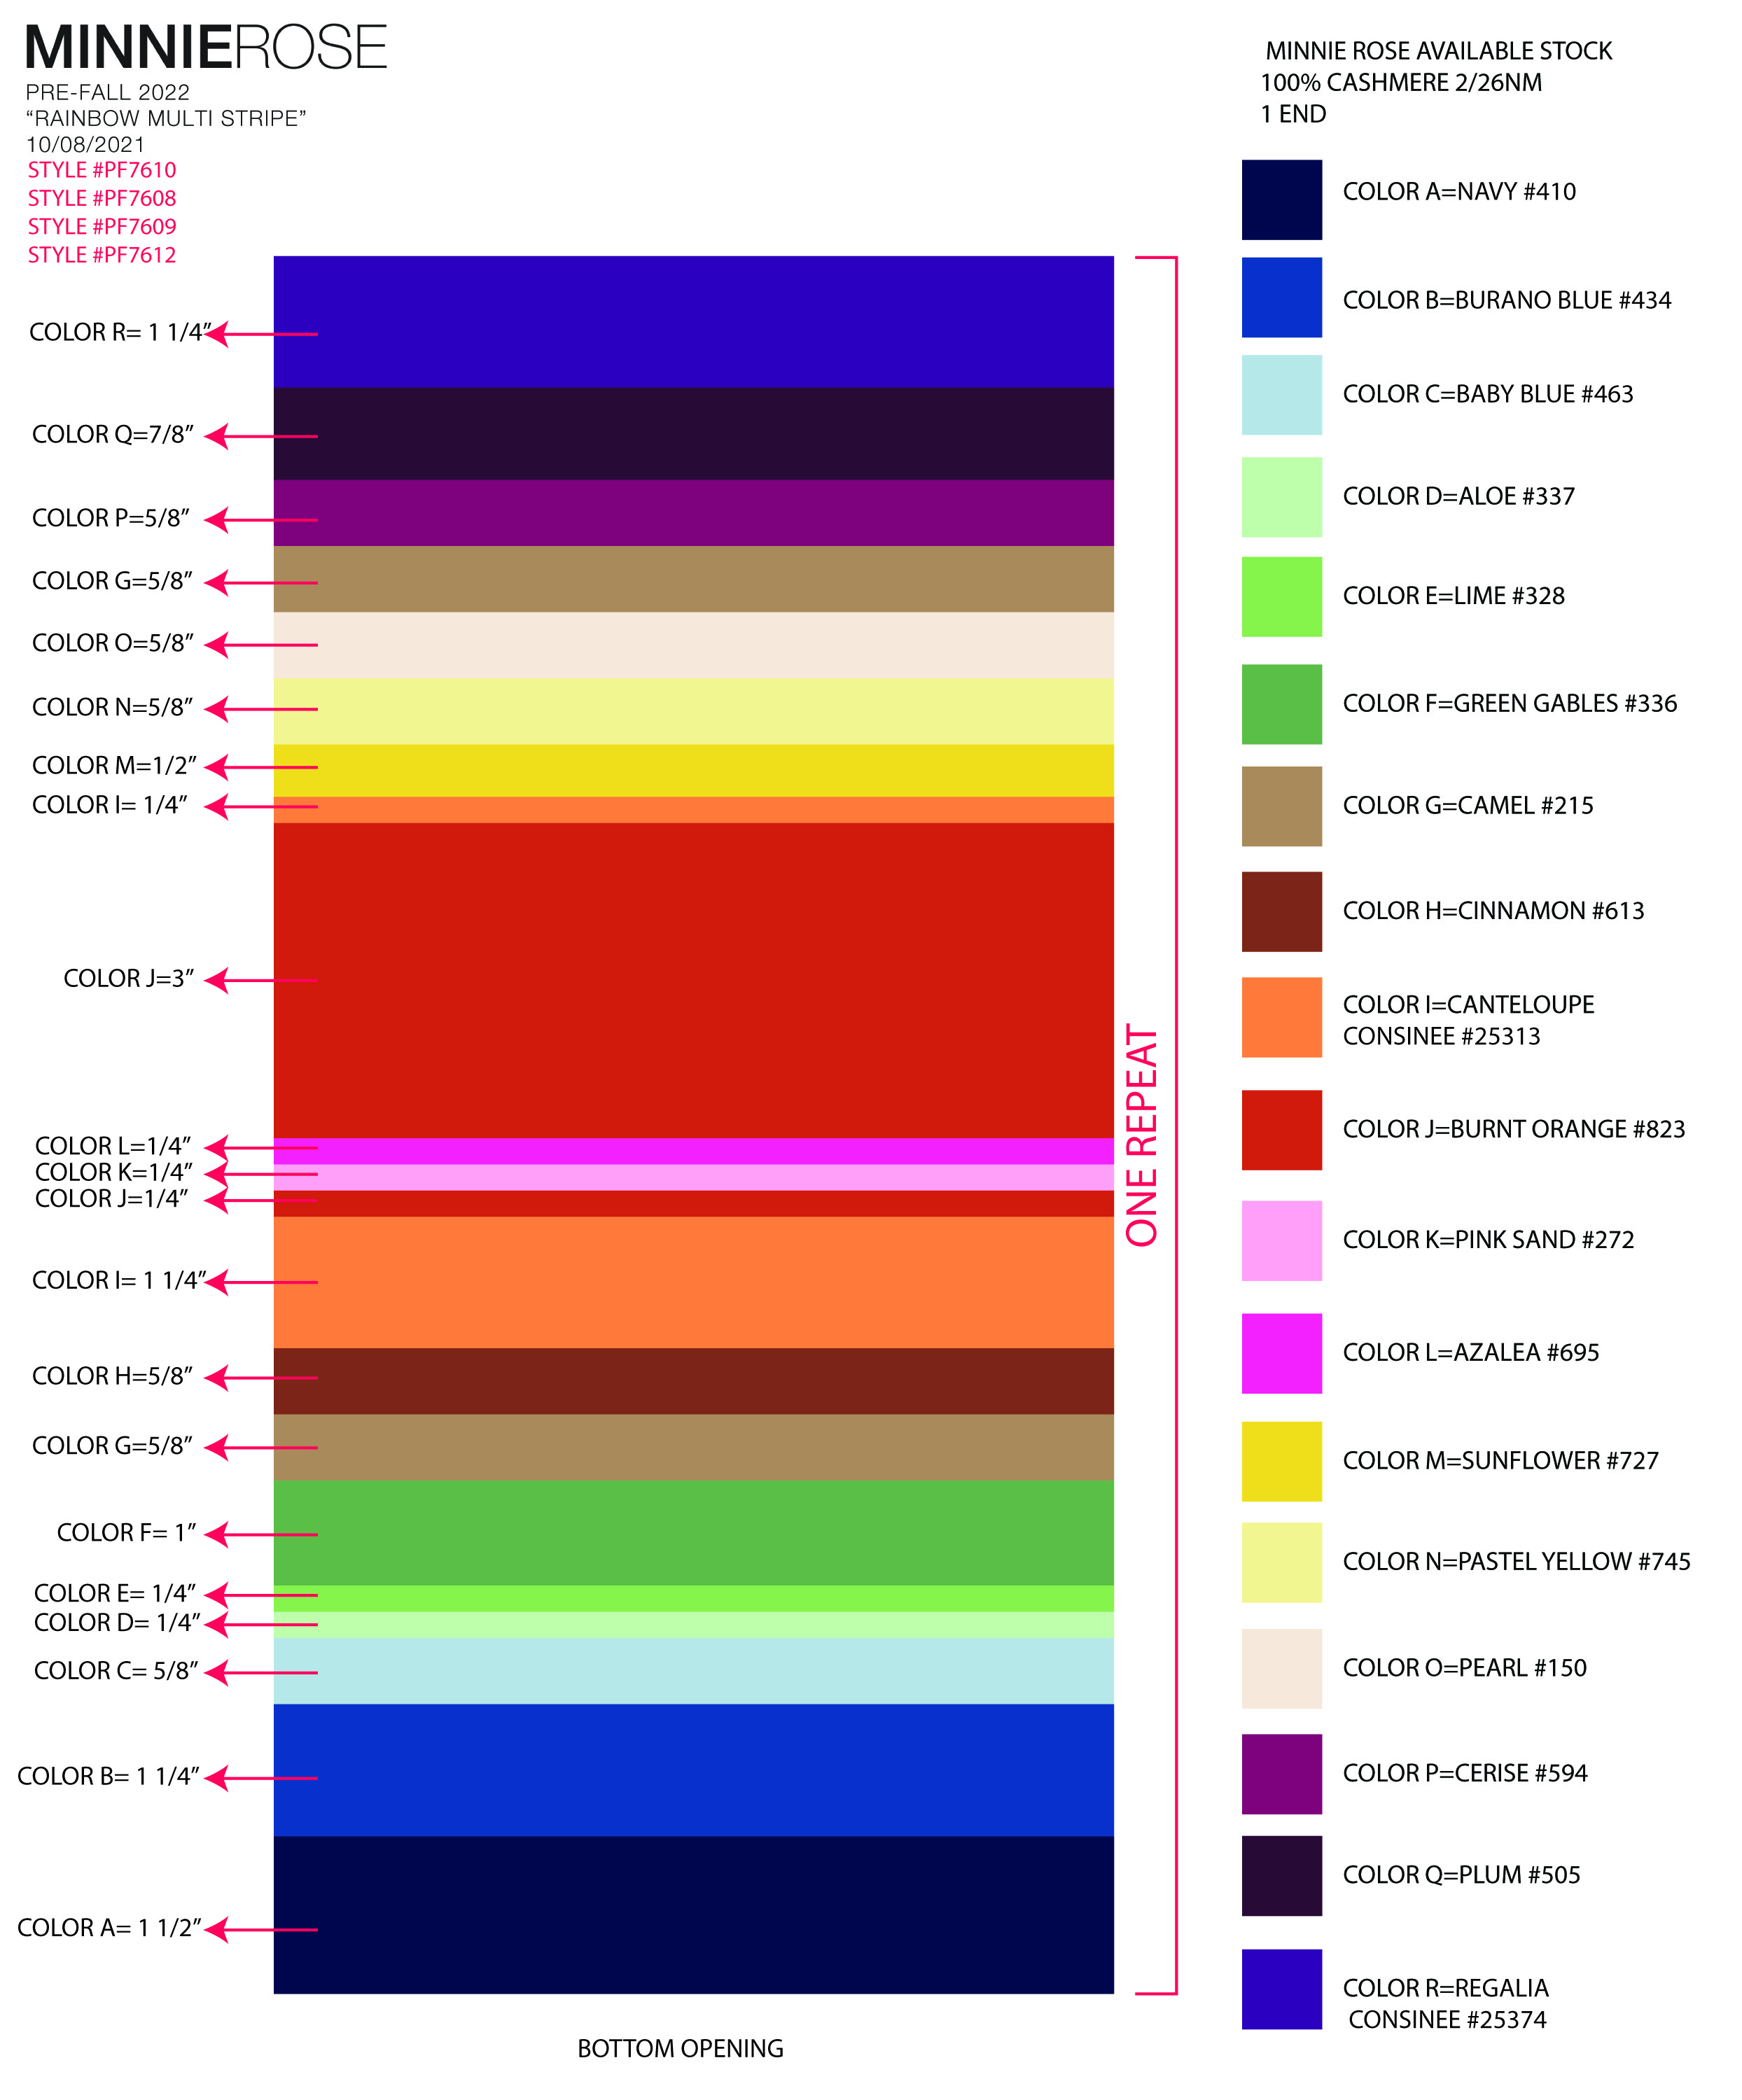 MINNIEROSE
PRE-FALL 2022
“RAINBOW MULTI STRIPE”
10/08/2021
STYLE #PF7610
STYLE #PF7608
STYLE #PF7609
STYLE #PF7612
COLOR R= 1 1/4”
COLOR Q=7/8”
COLOR P=5/8”
COLOR G=5/8”
COLOR O=5/8”
COLOR N=5/8”
COLOR M=1/2”
COLOR I= 1/4”
COLOR J=3”
COLOR L=1/4”
COLOR K=1/4”
COLOR J=1/4”
COLOR I= 1 1/4”
COLOR H=5/8”
COLOR G=5/8”
COLOR F= 1”
COLOR E= 1/4”
COLOR D= 1/4”
COLOR C= 5/8”
COLOR B= 1 1/4”
COLOR A= 1 1/2”
BOTTOM OPENING
ONE REPEAT
MINNIE ROSE AVAILABLE STOCK
100% CASHMERE 2/26NM
1 END
COLOR A=NAVY #410
COLOR B=BURANO BLUE #434
COLOR C=BABY BLUE #463
COLOR D=ALOE #337
COLOR E=LIME #328
COLOR F=GREEN GABLES #336
COLOR G=CAMEL #215
COLOR H=CINNAMON #613
COLOR I=CANTELOUPE
CONSINEE #25313
COLOR J=BURNT ORANGE #823
COLOR K=PINK SAND #272
COLOR L=AZALEA #695
COLOR M=SUNFLOWER #727
COLOR N=PASTEL YELLOW #745
COLOR O=PEARL #150
COLOR P=CERISE #594
COLOR Q=PLUM #505
COLOR R=REGALIA
CONSINEE #25374